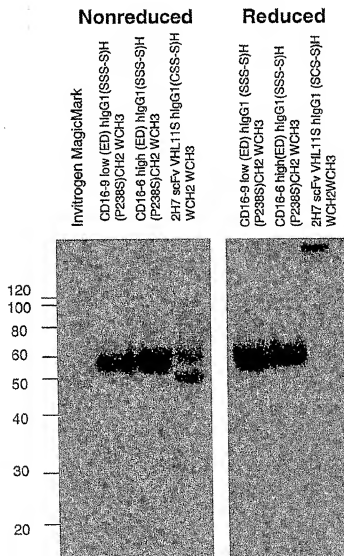 Nonreduced
Reduced
Invitrogen MagicMark
CD16-9 low (ED) hIgG1 (SSS-S)H
(P238S)CH2 WCH3
CD16-6 high (ED) hIgG1 (SSS-S)H
(P238S)CH2 WCH3
2H7 scFv VHL11S hIgG1(CSS-S)H
WCH2 WCH3
CD16-9 low (ED) hIgG1 (SSS-S)H
(P238S)CH2 WCH3
CD16-6 high(ED) hIgG1 (SSS-S)H
(P238S)CH2 WCH3
2H7 scFv VHL11S hIgG1 (SCS-S)H
WCH2WCH3
120
100
80
60
50
40
30
20